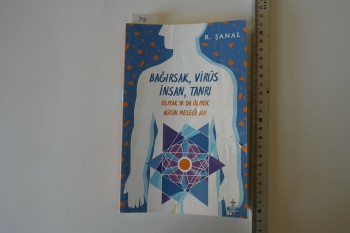 R. ŞANAL
BAĞIRSAK, VİRÜS
İNSAN, TANRI
OLMAK YA DA ÖLMEK
BÜTÜN MESELE BU!